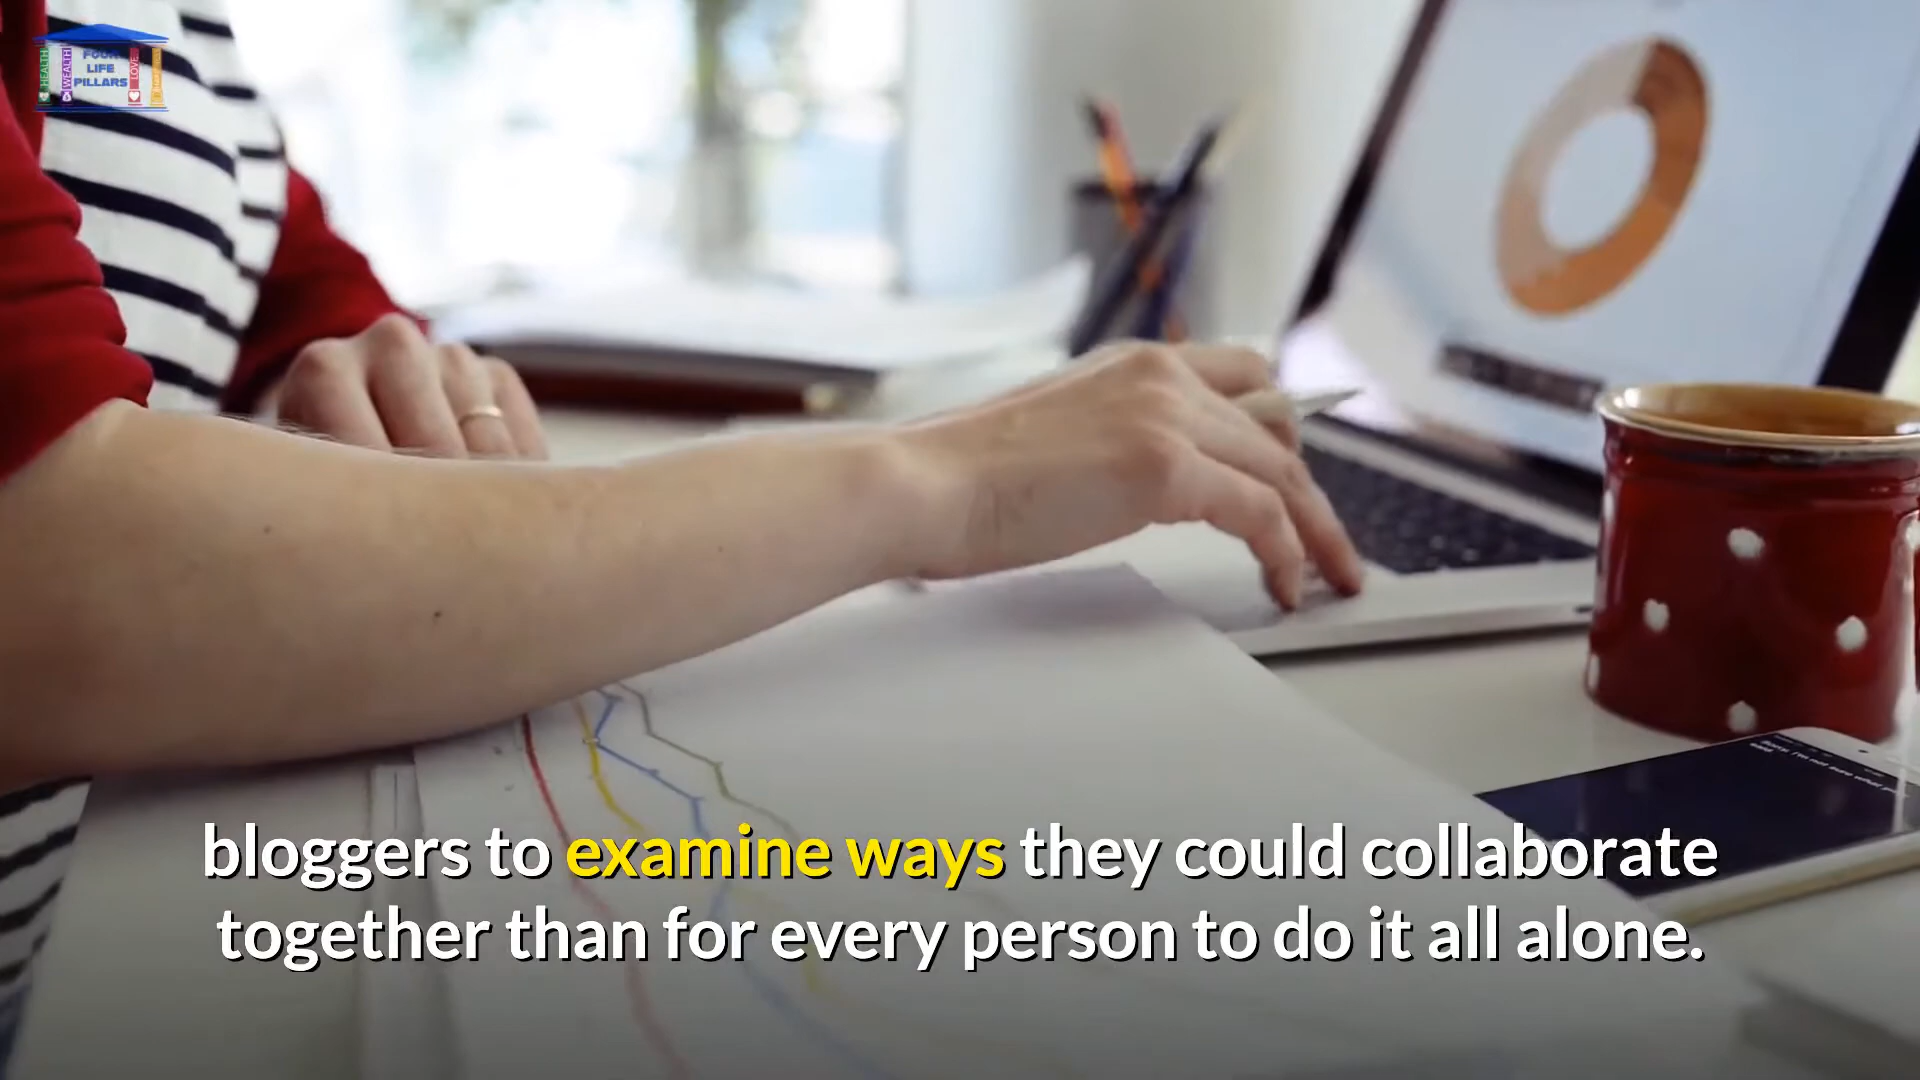 FOUR
LIFE
PILLARS
HEALTH
WEALTH
LOVE
bloggers to examine ways they could collaborate
together than for every person to do it all alone.